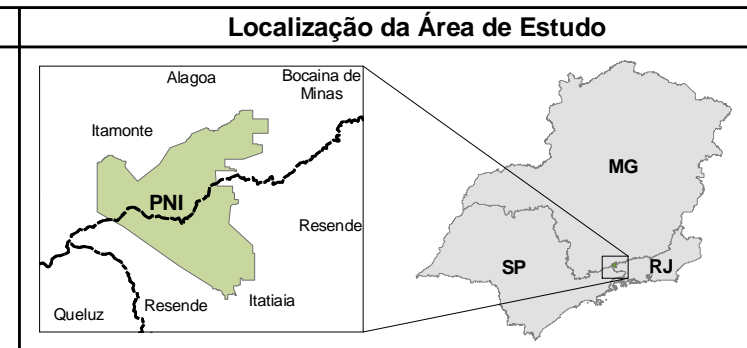 Localização da Área de Estudo
Alagoa
Bocaina de
Minas
Itamonte
PNI
Resende
Queluz
Resende
Itatiaia
MG
SP
RJ